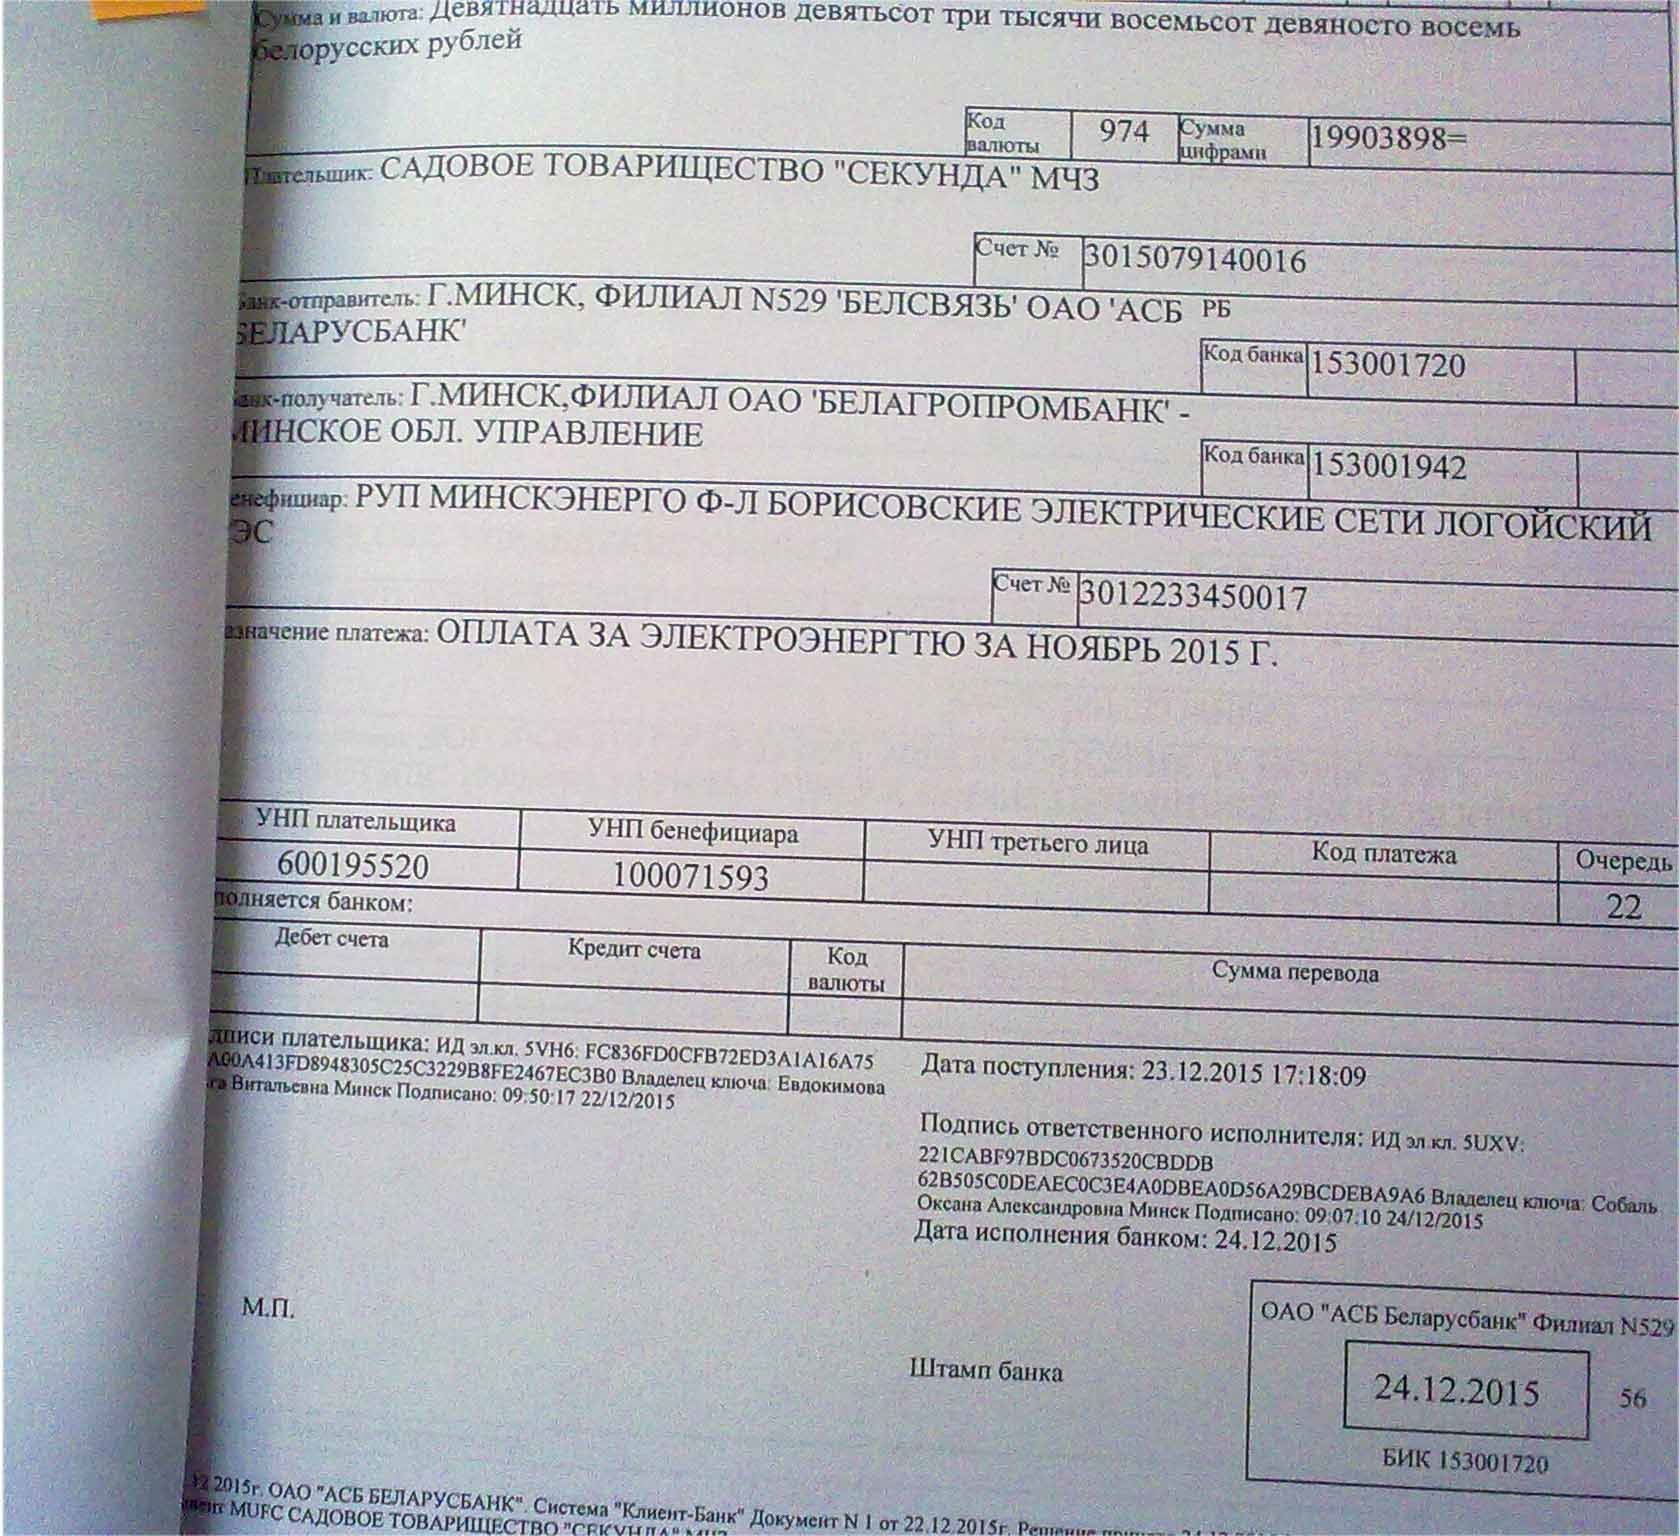 Сумма и валюта: Девятнадцать миллионов девятьсот три тысячи восемьсот девяносто восемь
белорусских рублей
Код валюты 974 Сумма цифрами 19903898=
Плательщик: САДОВОЕ ТОВАРИЩЕСТВО "СЕКУНДА" МЧЗ
Счет № 3015079140016
Банк-отправитель: Г.МИНСК, ФИЛИАЛ N529 'БЕЛСВЯЗЬ' ОАО 'АСБ РБ
БЕЛАРУСБАНК'
Код банка 153001720
Банк-получатель: Г.МИНСК,ФИЛИАЛ ОАО 'БЕЛАГРОПРОМБАНК' -
МИНСКОЕ ОБЛ. УПРАВЛЕНИЕ
Код банка 153001942
енефициар: РУП МИНСКЭНЕРГО Ф-Л БОРИСОВСКИЕ ЭЛЕКТРИЧЕСКИЕ СЕТИ ЛОГОЙСКИЙ
ЭС
Счет № 3012233450017
азначение платежа: ОПЛАТА ЗА ЭЛЕКТРОЭНЕРГТЮ ЗА НОЯБРЬ 2015 Г.
УНП плательщика УНП бенефициара УНП третьего лица Код платежа Очередь
600195520 100071593 22
полняется банком:
Дебет счета Кредит счета Код валюты Сумма перевода
дписи плательщика: ИД эл.кл. 5VH6: FC836FD0CFB72ED3A1A16A75
A00A413FD8948305C25C3229B8FE2467EC3B0 Владелец ключа: Евдокимова
га Витальевна Минск Подписано: 09:50:17 22/12/2015
Дата поступления: 23.12.2015 17:18:09
Подпись ответственного исполнителя: ИД эл.кл. 5UXV:
221CABF97BDC0673520CBDDB
62B505C0DEAEC0C3E4A0DBEA0D56A29BCDEBA9A6 Владелец ключа: Собаль
Оксана Александровна Минск Подписано: 09:07:10 24/12/2015
Дата исполнения банком: 24.12.2015
М.П.
Штамп банка
ОАО "АСБ Беларусбанк" Филиал N529
24.12.2015 56
БИК 153001720
12.2015г. ОАО "АСБ БЕЛАРУСБАНК". Система "Клиент-Банк" Документ N 1 от 22.12.2015г.
MUFC САДОВОЕ ТОВАРИЩЕСТВО "СЕКУНДА" МЧЗ